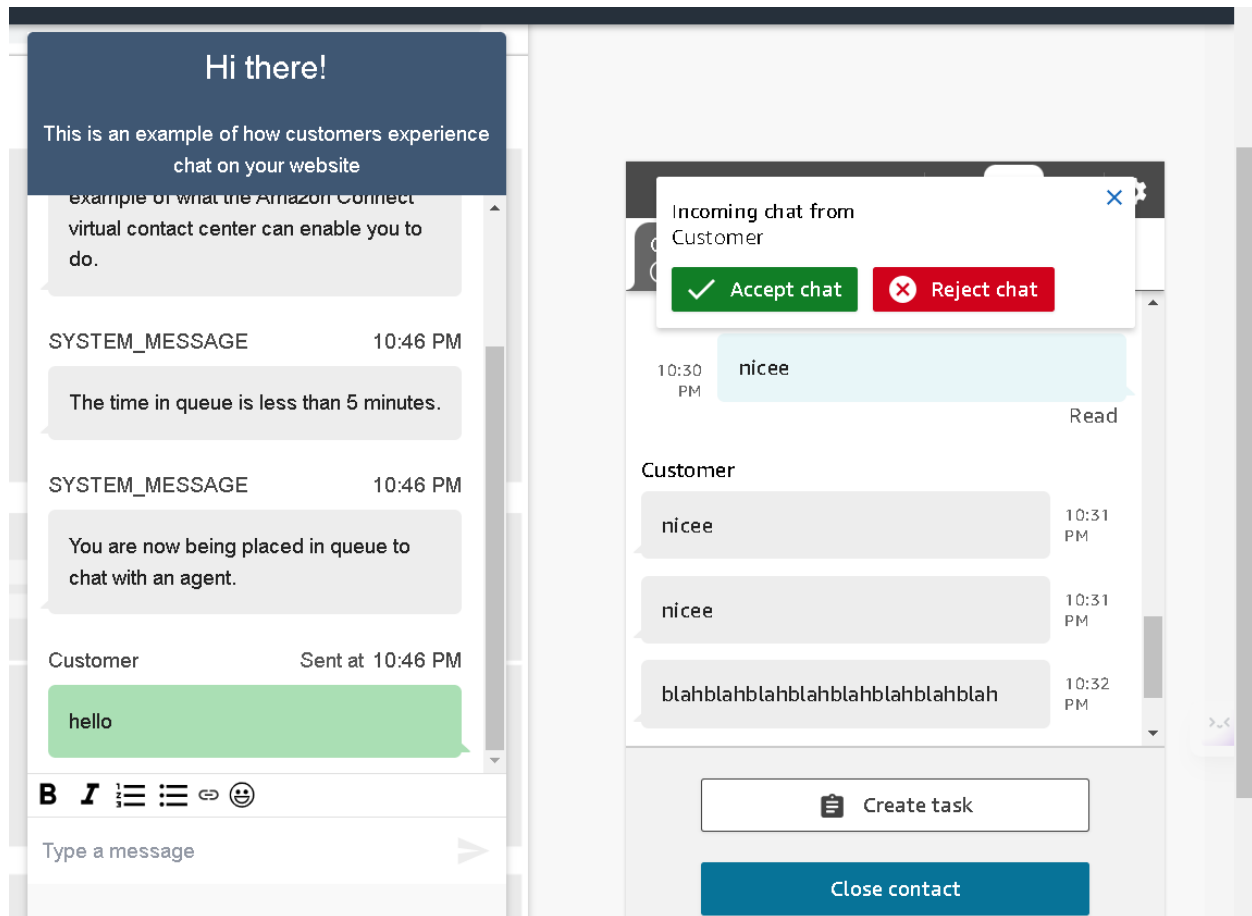 Hi there!
This is an example of how customers experience
chat on your website
example of what the Amazon Connect
virtual contact center can enable you to
do.
SYSTEM_MESSAGE 10:46 PM
The time in queue is less than 5 minutes.
SYSTEM_MESSAGE 10:46 PM
You are now being placed in queue to
chat with an agent.
Customer Sent at 10:46 PM
hello
B I
Type a message
Incoming chat from
Customer
Accept chat Reject chat
10:30
PM
nicee
Read
Customer
nicee
10:31
PM
nicee
10:31
PM
blahblahblahblahblahblahblahblah
10:32
PM
Create task
Close contact